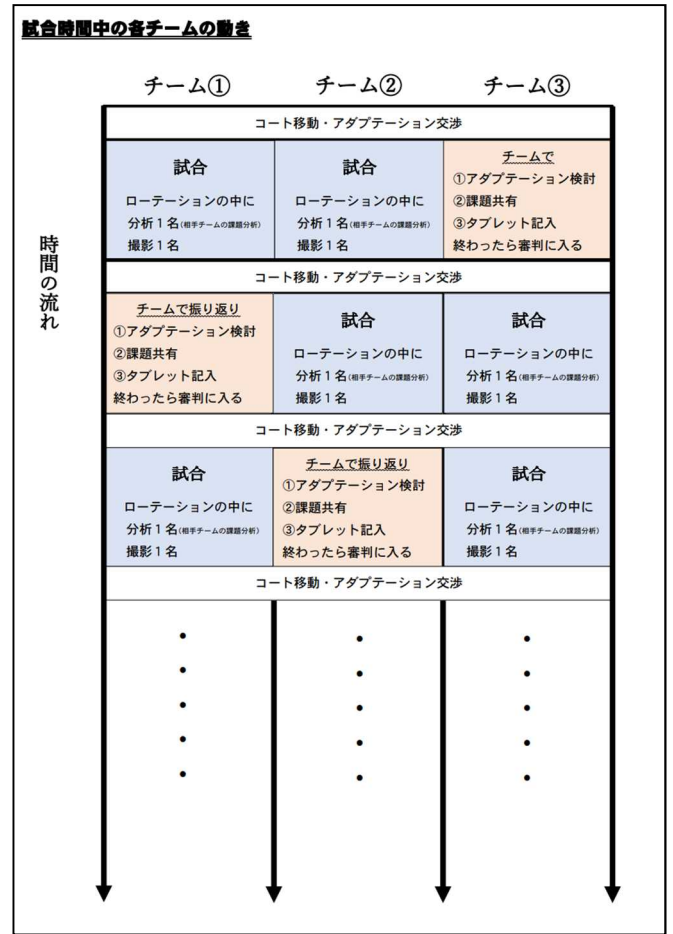 試合時間中の各チームの動き
チーム① チーム② チーム③
時間の流れ
コート移動・アダプテーション交渉
試合
ローテーションの中に
分析1名(相手チームの課題分析)
撮影1名
試合
ローテーションの中に
分析1名(相手チームの課題分析)
撮影1名
チームで
①アダプテーション検討
②課題共有
③タブレット記入
終わったら審判に入る
コート移動・アダプテーション交渉
チームで振り返り
①アダプテーション検討
②課題共有
③タブレット記入
終わったら審判に入る
試合
ローテーションの中に
分析1名(相手チームの課題分析)
撮影1名
試合
ローテーションの中に
分析1名(相手チームの課題分析)
撮影1名
コート移動・アダプテーション交渉
試合
ローテーションの中に
分析1名(相手チームの課題分析)
撮影1名
チームで振り返り
①アダプテーション検討
②課題共有
③タブレット記入
終わったら審判に入る
試合
ローテーションの中に
分析1名(相手チームの課題分析)
撮影1名
コート移動・アダプテーション交渉